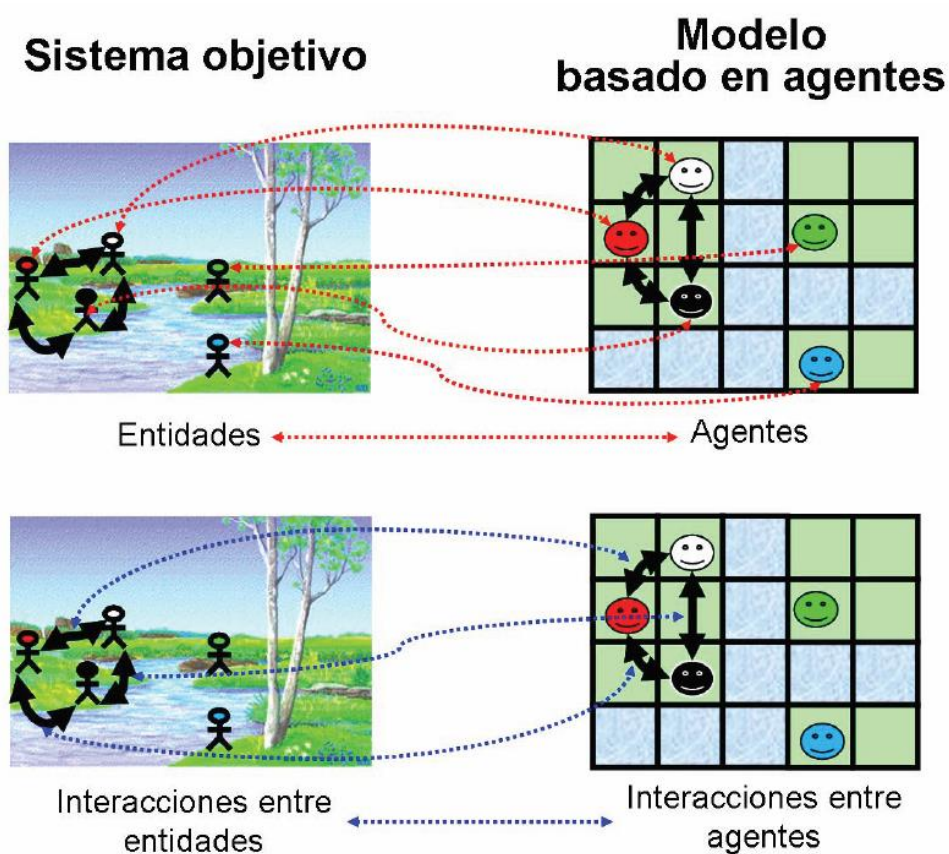 Sistema objetivo
Modelo
basado en agentes
Entidades
Agentes
Interacciones entre
entidades
Interacciones entre
agentes